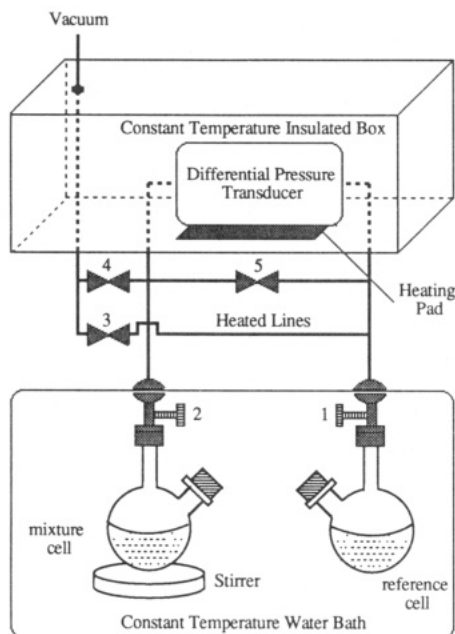 Vacuum
Constant Temperature Insulated Box
Differential Pressure
Transducer
4
5
Heating
Pad
3
Heated Lines
2
1
mixture
cell
Stirrer
reference
cell
Constant Temperature Water Bath